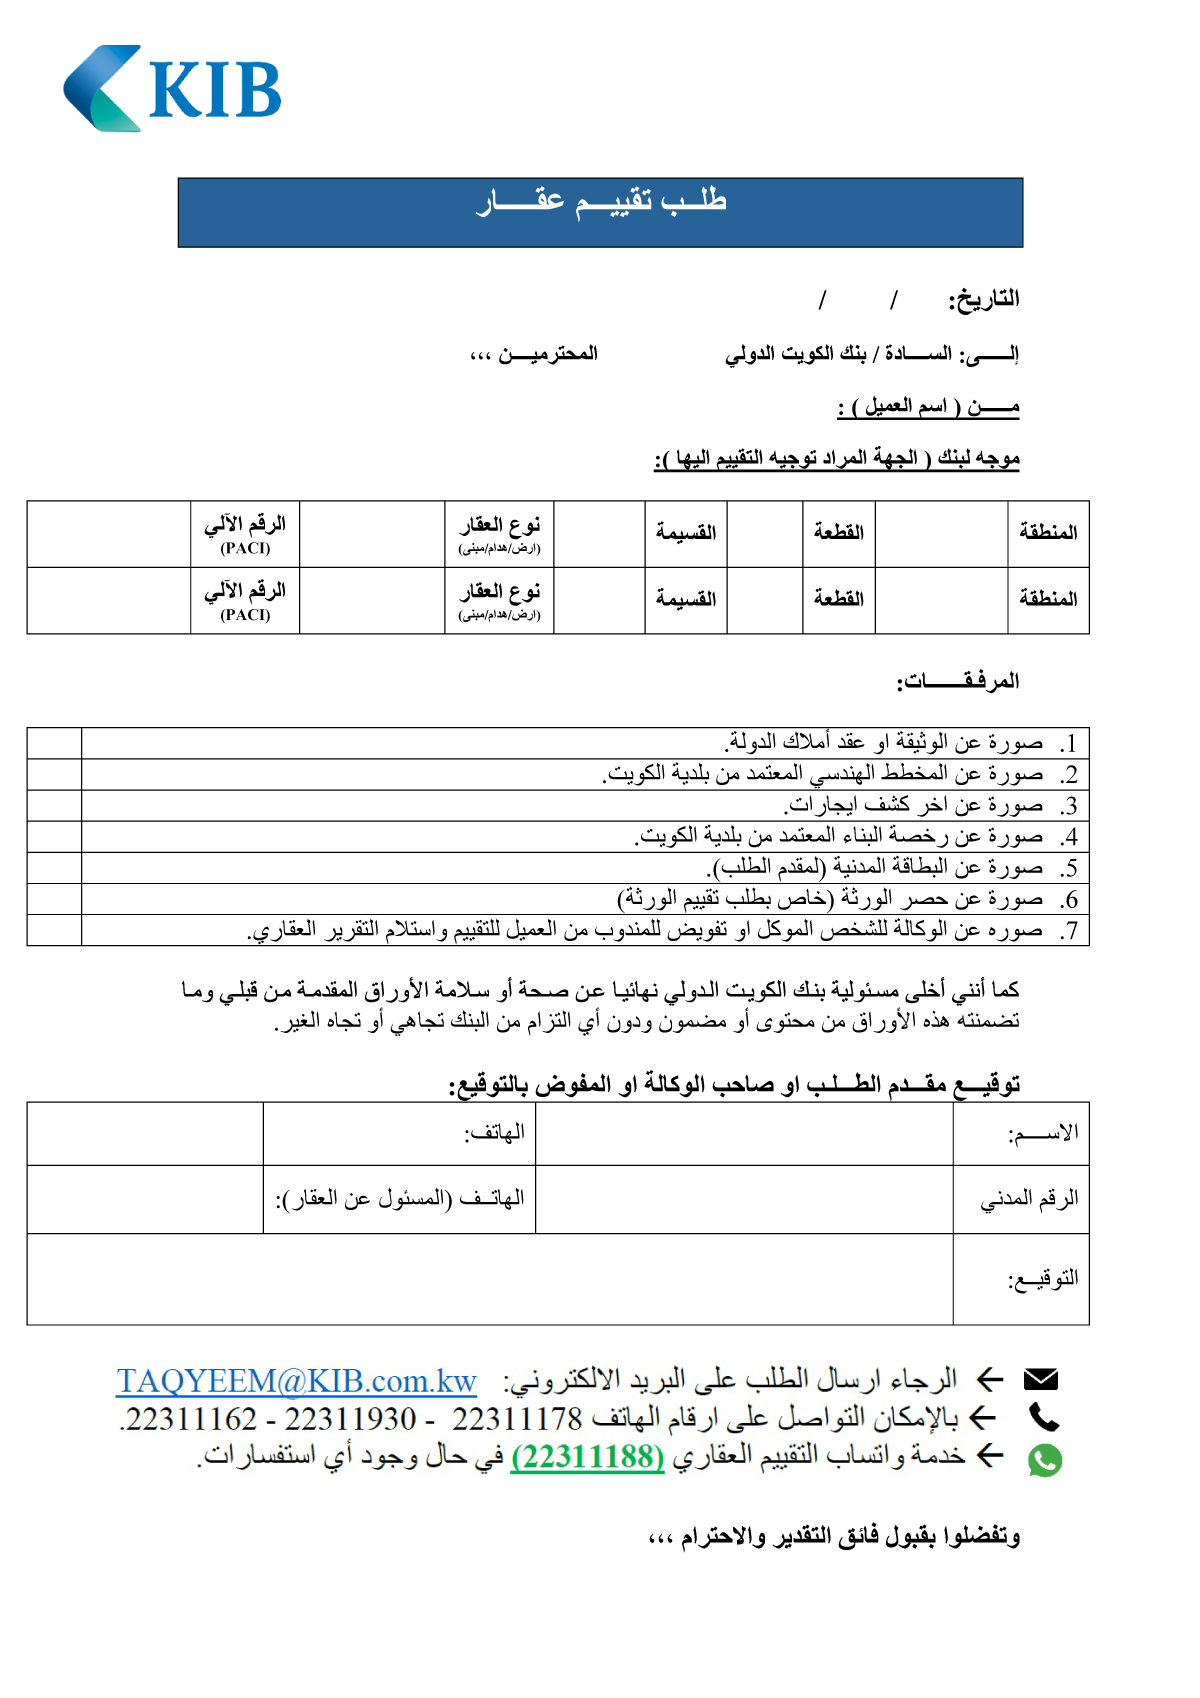 KIB
طلـــب تقييـــم عقـــــار
التاريخ: / /
إلـــــى: الســـادة / بنك الكويت الدولي المحترميـــن ،،،
مـــــن ( اسم العميل ) :
موجه لبنك ( الجهة المراد توجيه التقييم اليها ):
المنطقة القطعة القسيمة نوع العقار الرقم الآلي
(ارض/هدام/مبنى) (PACI)
المنطقة القطعة القسيمة نوع العقار الرقم الآلي
(ارض/هدام/مبنى) (PACI)
المرفـقـــــــات:
1. صورة عن الوثيقة او عقد أملاك الدولة.
2. صورة عن المخطط الهندسي المعتمد من بلدية الكويت.
3. صورة عن اخر كشف ايجارات.
4. صورة عن رخصة البناء المعتمد من بلدية الكويت.
5. صورة عن البطاقة المدنية (لمقدم الطلب).
6. صورة عن حصر الورثة (خاص بطلب تقييم الورثة)
7. صوره عن الوكالة للشخص الموكل او تفويض للمندوب من العميل للتقييم واستلام التقرير العقاري.
كما أنني أخلى مسئولية بنك الكويت الدولي نهائيا عن صحة أو سلامة الأوراق المقدمة من قبلي وما
تضمنته هذه الأوراق من محتوى أو مضمون ودون أي التزام من البنك تجاهي أو تجاه الغير.
توقيـــع مقـــدم الطـــلـب او صاحب الوكالة او المفوض بالتوقيع:
الاســـم: الهاتف:
الرقم المدني الهاتــف (المسئول عن العقار):
التوقيــع:
← الرجاء ارسال الطلب على البريد الالكتروني: TAQYEEM@KIB.com.kw
← بالإمكان التواصل على ارقام الهاتف 22311178 - 22311930 - 22311162.
← خدمة واتساب التقييم العقاري (22311188) في حال وجود أي استفسارات.
وتفضلوا بقبول فائق التقدير والاحترام ،،،